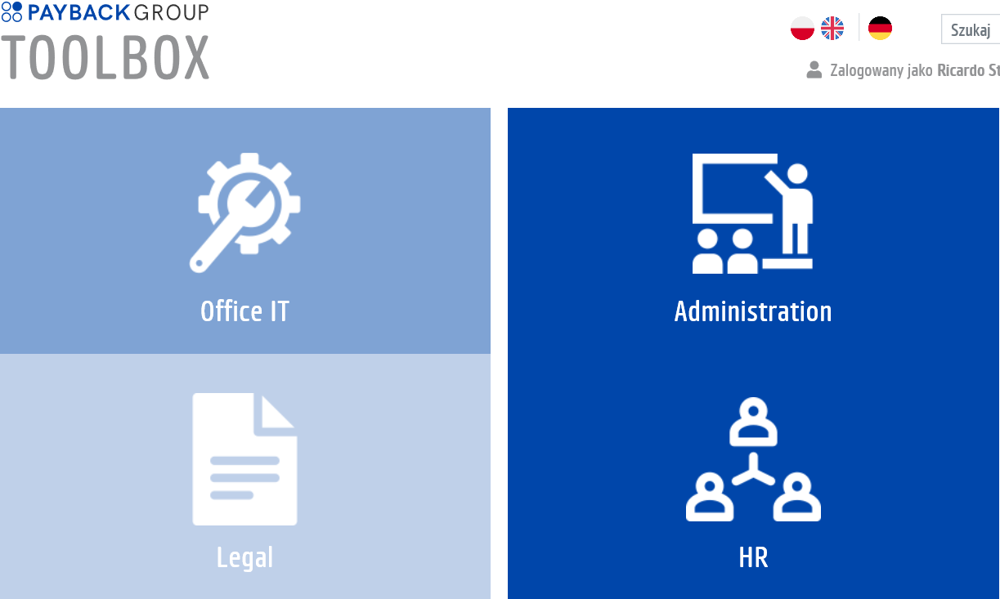 PAYBACK GROUP
TOOLBOX
Szukaj
Zalogowany jako Ricardo
Office IT
Administration
Legal
HR